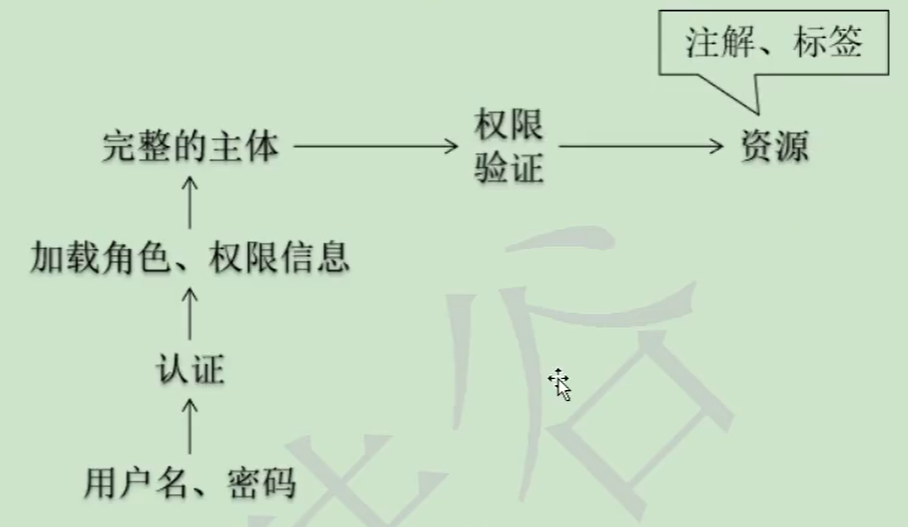 注解、标签
完整的主体
权限
验证
资源
加载角色、权限信息
认证
用户名、密码